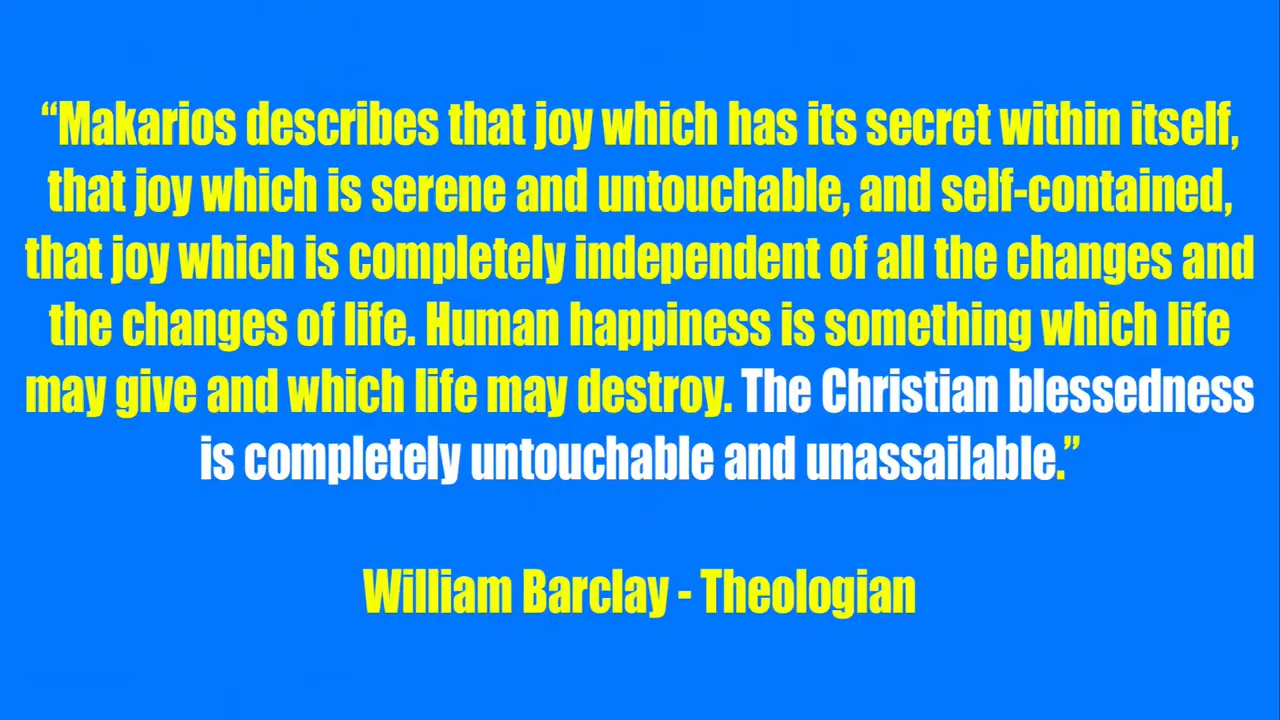 “Makarios describes that joy which has its secret within itself,
that joy which is serene and untouchable, and self-contained,
that joy which is completely independent of all the changes and
the changes of life. Human happiness is something which life
may give and which life may destroy. The Christian blessedness
is completely untouchable and unassailable.”
William Barclay - Theologian